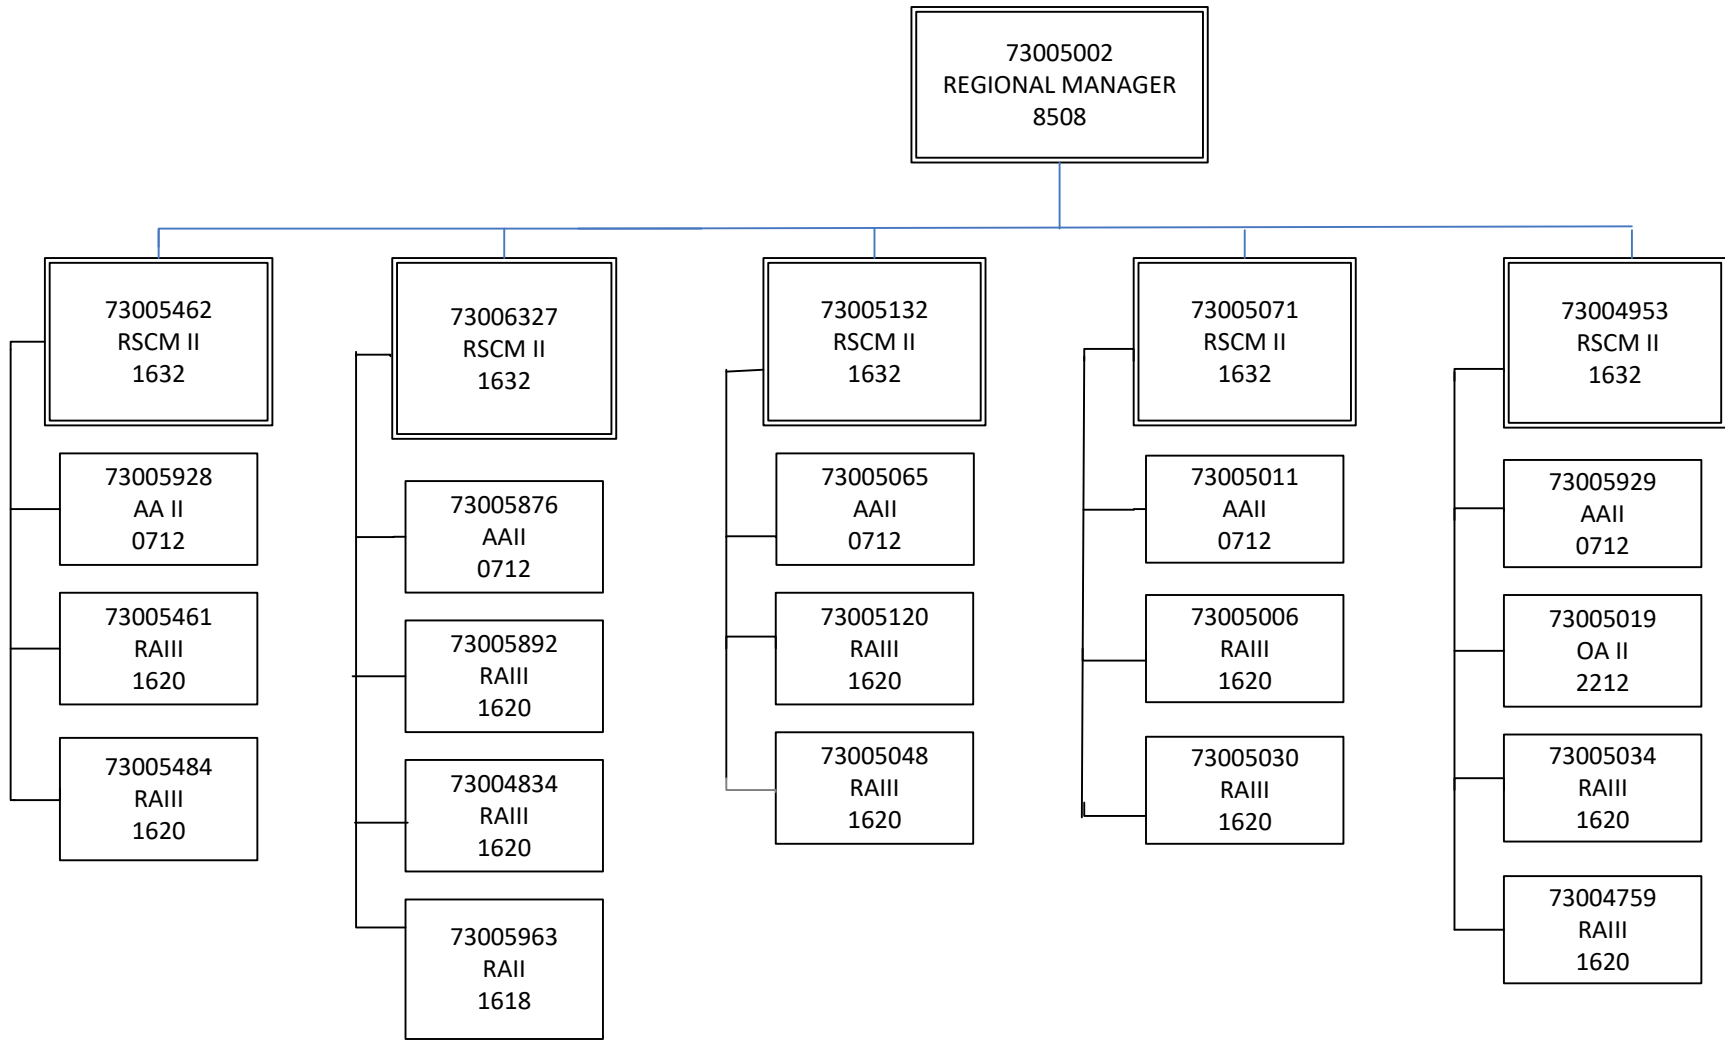 73005002
REGIONAL MANAGER
8508
73005462
RSCM II
1632
73005928
AA II
0712
73005461
RAIII
1620
73005484
RAIII
1620
73006327
RSCM II
1632
73005876
AAII
0712
73005892
RAIII
1620
73004834
RAIII
1620
73005963
RAII
1618
73005132
RSCM II
1632
73005065
AAII
0712
73005120
RAIII
1620
73005048
RAIII
1620
73005071
RSCM II
1632
73005011
AAII
0712
73005006
RAIII
1620
73005030
RAIII
1620
73004953
RSCM II
1632
73005929
AAII
0712
73005019
OA II
2212
73005034
RAIII
1620
73004759
RAIII
1620